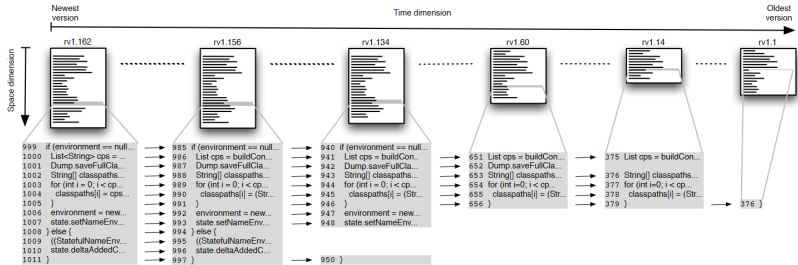 Newest
version
Time dimension
Oldest
version
Space dimension
rv1.162
rv1.156
rv1.134
rv1.60
rv1.14
rv1.1
999 if (environment == null...
1000 List<String> cps = ...
1001 Dump.saveFullCla...
1002 String[] classpaths...
1003 for (int i = 0; i < cp...
1004 classpaths[i] = cps...
1005 }
1006 environment = new...
1007 state.setNameEnv...
1008 } else {
1009 ((StatefulNameEnv...
1010 state.deltaAddedC...
1011 }
985 if (environment == null...
986 List cps = buildCon...
987 Dump.saveFullCla...
988 String[] classpaths...
989 for (int i = 0; i < cp...
990 classpaths[i] = (Str...
991 }
992 environment = new...
993 state.setNameEnv...
994 } else {
995 ((StatefulNameEnv...
996 state.deltaAddedC...
997 }
940 if (environment == null...
941 List cps = buildCon...
942 Dump.saveFullCla...
943 String[] classpaths...
944 for (int i = 0; i < cp...
945 classpaths[i] = (Str...
946 }
947 environment = new...
948 state.setNameEnv...
950 }
651 List cps = buildCon...
652 Dump.saveFullCla...
653 String[] classpaths...
654 for (int i=0; i < cp...
655 classpaths[i] = (Str...
656 }
375 List cps = buildCon...
376 String[] classpaths...
377 for (int i=0; i < cp...
378 classpaths[i] = (Str...
379 }
376 }